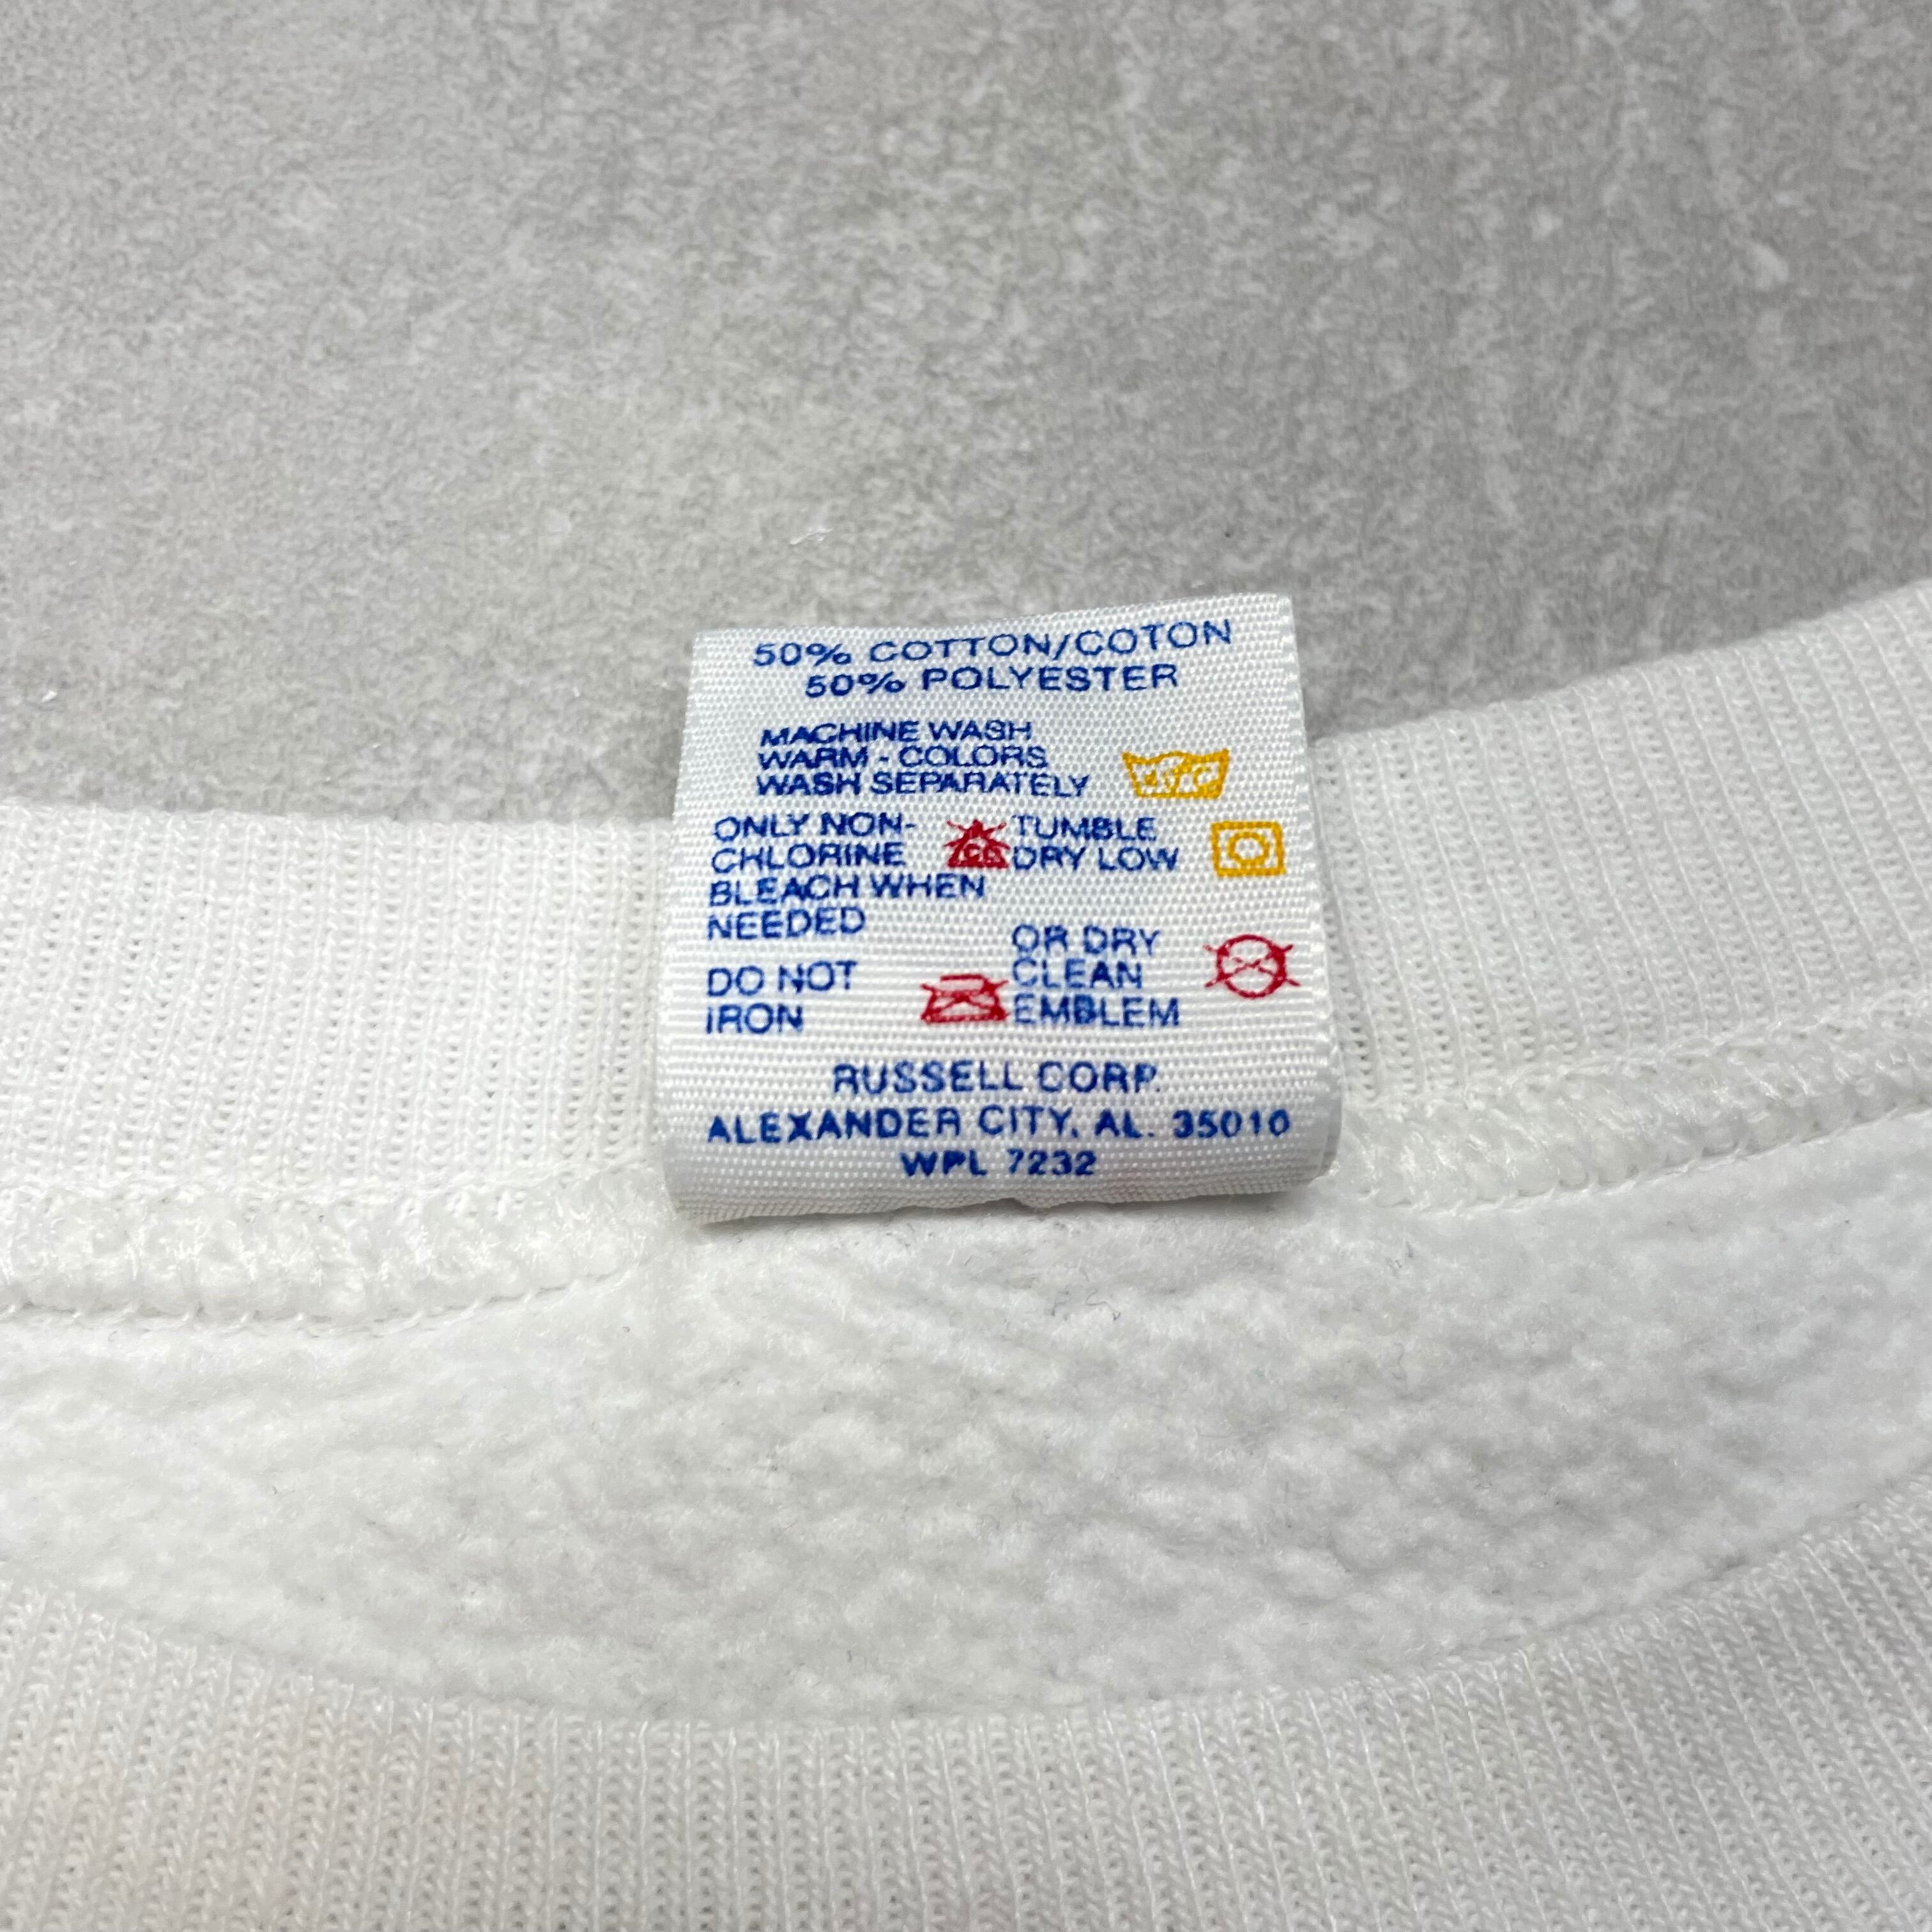 50% COTTON/COTON
50% POLYESTER
MACHINE WASH
WARM - COLORS
WASH SEPARATELY
ONLY NON-
CHLORINE
BLEACH WHEN
NEEDED
TUMBLE
DRY LOW
DO NOT
IRON
OR DRY
CLEAN
EMBLEM
RUSSELL CORP.
ALEXANDER CITY, AL. 35010
WPL 7232